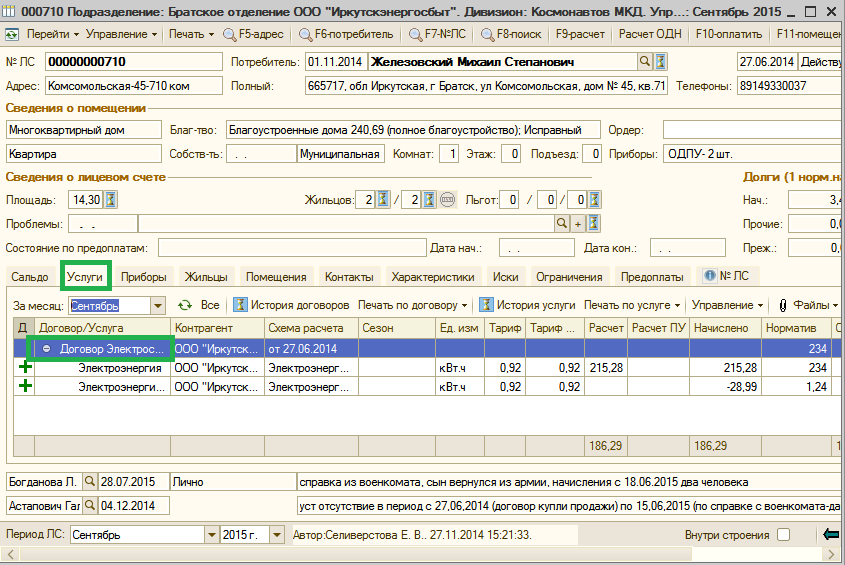 000710 Подразделение: Братское отделение ООО "Иркутскэнергосбыт". Дивизион: Космонавтов МКД. Упр...: Сентябрь 2015
Перейти Управление Печать F5-адрес F6-потребитель F7-№ЛС F8-поиск F9-расчет Расчет ОДН F10-оплатить F11-помещен
№ ЛС 00000000710 Потребитель: 01.11.2014 Железовский Михаил Степанович 27.06.2014 Действу
Адрес: Комсомольская-45-710 ком Полный: 665717, обл Иркутская, г Братск, ул Комсомольская, дом № 45, кв.71 Телефоны: 89149330037
Сведения о помещении
Многоквартирный дом Благ-тво: Благоустроенные дома 240,69 (полное благоустройство); Исправный Ордер:
Квартира Собств-ть: . . Муниципальная Комнат: 1 Этаж: 0 Подъезд: 0 Приборы: ОДПУ- 2 шт.
Сведения о лицевом счете Долги (1 норм.на
Площадь: 14,30 Жильцов: 2 / 2 Льгот: 0 / 0 / 0 Нач.: 3,4
Проблемы: . . + Прочие: 0,0
Состояние по предоплатам: Дата нач.: . . Дата кон.: . . Преж.: 0,0
Сальдо Услуги Приборы Жильцы Помещения Контакты Характеристики Иски Ограничения Предоплаты № ЛС
За месяц: Сентябрь Все История договоров Печать по договору История услуги Печать по услуге Управление Файлы
Д Договор/Услуга Контрагент Схема расчета Сезон Ед. изм Тариф Тариф ... Расчет Расчет ПУ Начислено Норматив С
Договор Электрос... ООО "Иркутск... от 27.06.2014 234
Электроэнергия ООО "Иркутск... Электроэнерг... кВт.ч 0,92 0,92 215,28 215,28 234
Электроэнерги... ООО "Иркутск... Электроэнерг... кВт.ч 0,92 0,92 -28,99 1,24
186,29 186,29 1
Богданова Л. 28.07.2015 Лично справка из военкомата, сын вернулся из армии, начисления с 18.06.2015 два человека
Астапович Гал 04.12.2014 уст отсутствие в период с 27,06,2014 (договор купли продажи) по 15,06,2015 (по справке с военкомата-да
Период ЛС: Сентябрь 2015 г. Автор:Селиверстова Е. В.. 27.11.2014 15:21:33. Внутри строения